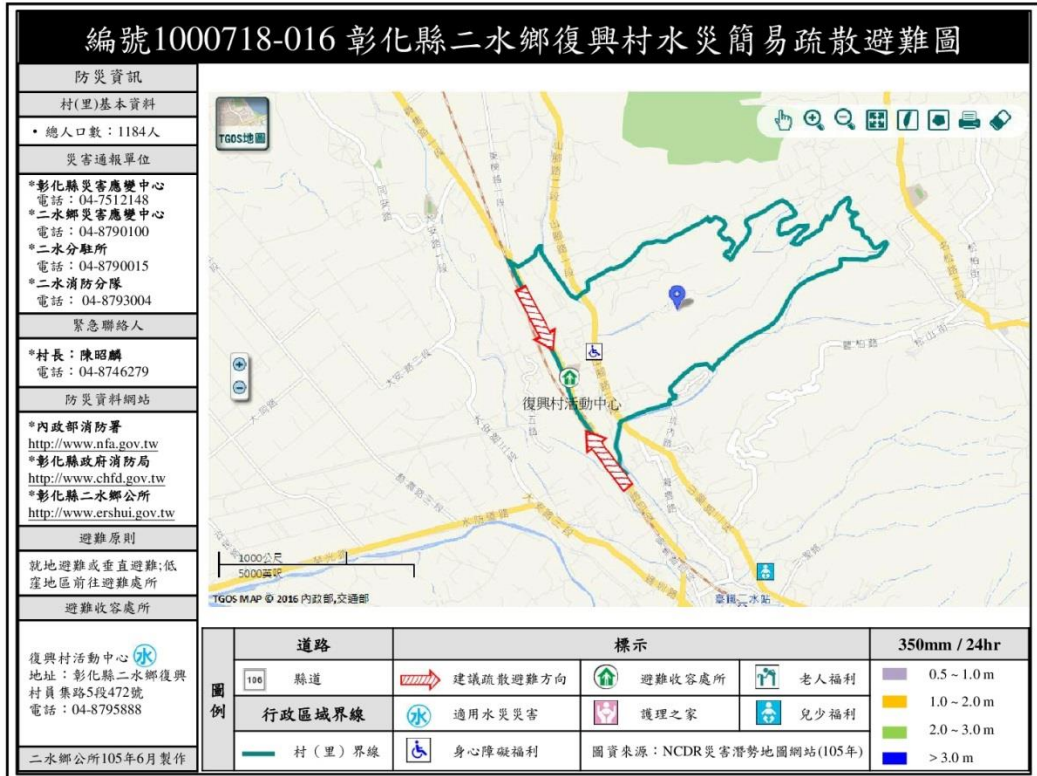 編號1000718-016 彰化縣二水鄉復興村水災簡易疏散避難圖
防災資訊
村(里)基本資料
• 總人口數：1184人
災害通報單位
*彰化縣災害應變中心
電話：04-7512148
*二水鄉災害應變中心
電話：04-8790100
*二水分駐所
電話：04-8790015
*二水消防分隊
電話： 04-8793004
緊急聯絡人
*村長：陳昭麟
電話：04-8746279
防災資料網站
*內政部消防署
http://www.nfa.gov.tw
*彰化縣政府消防局
http://www.chfd.gov.tw
*彰化縣二水鄉公所
http://www.ershui.gov.tw
避難原則
就地避難或垂直避難;低
窪地區前往避難處所
避難收容處所
復興村活動中心 水
地址：彰化縣二水鄉復興
村員集路5段472號
電話：04-8795888
二水鄉公所105年6月製作
TGOS地圖
復興村活動中心
1000公尺
5000英呎
TGOS MAP © 2016 內政部,交通部
臺鐵二水站
圖例
道路
標示
350mm / 24hr
106 縣道
建議疏散避難方向
避難收容處所
老人福利
0.5 ~ 1.0 m
行政區域界線
水 適用水災災害
護理之家
兒少福利
1.0 ~ 2.0 m
2.0 ~ 3.0 m
村（里）界線
身心障礙福利
圖資來源：NCDR災害潛勢地圖網站(105年)
> 3.0 m